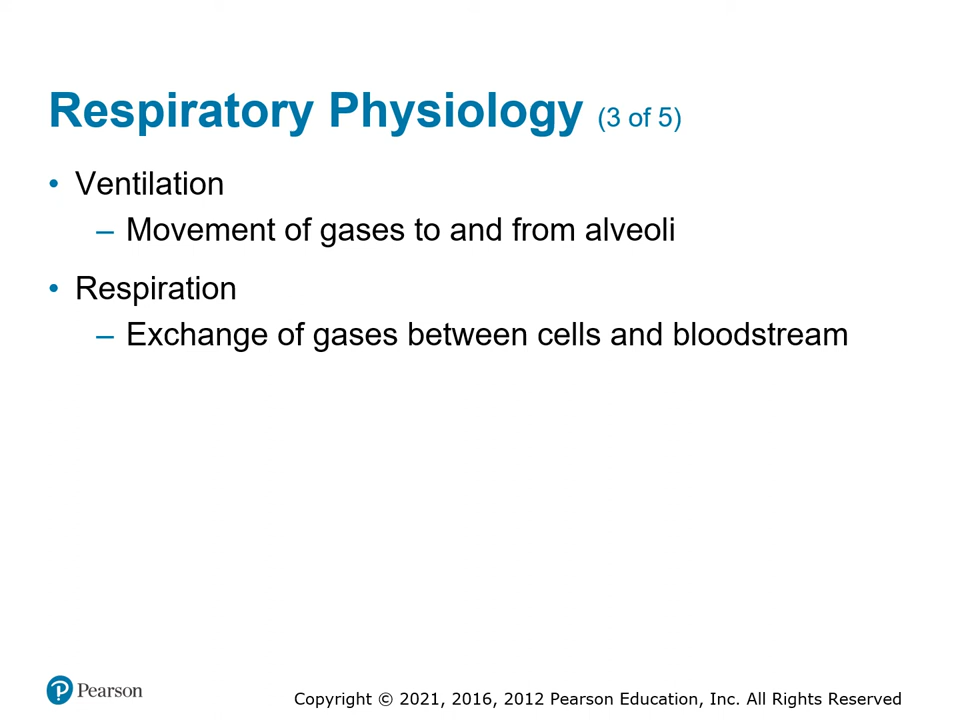 Respiratory Physiology (3 of 5)
• Ventilation
– Movement of gases to and from alveoli
• Respiration
– Exchange of gases between cells and bloodstream
Pearson
Copyright © 2021, 2016, 2012 Pearson Education, Inc. All Rights Reserved